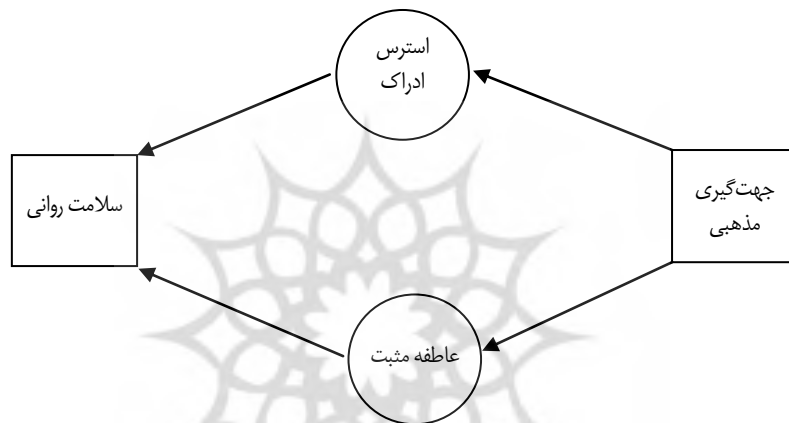 استرس
ادراک
جهت‌گیری
مذهبی
سلامت روانی
عاطفه مثبت